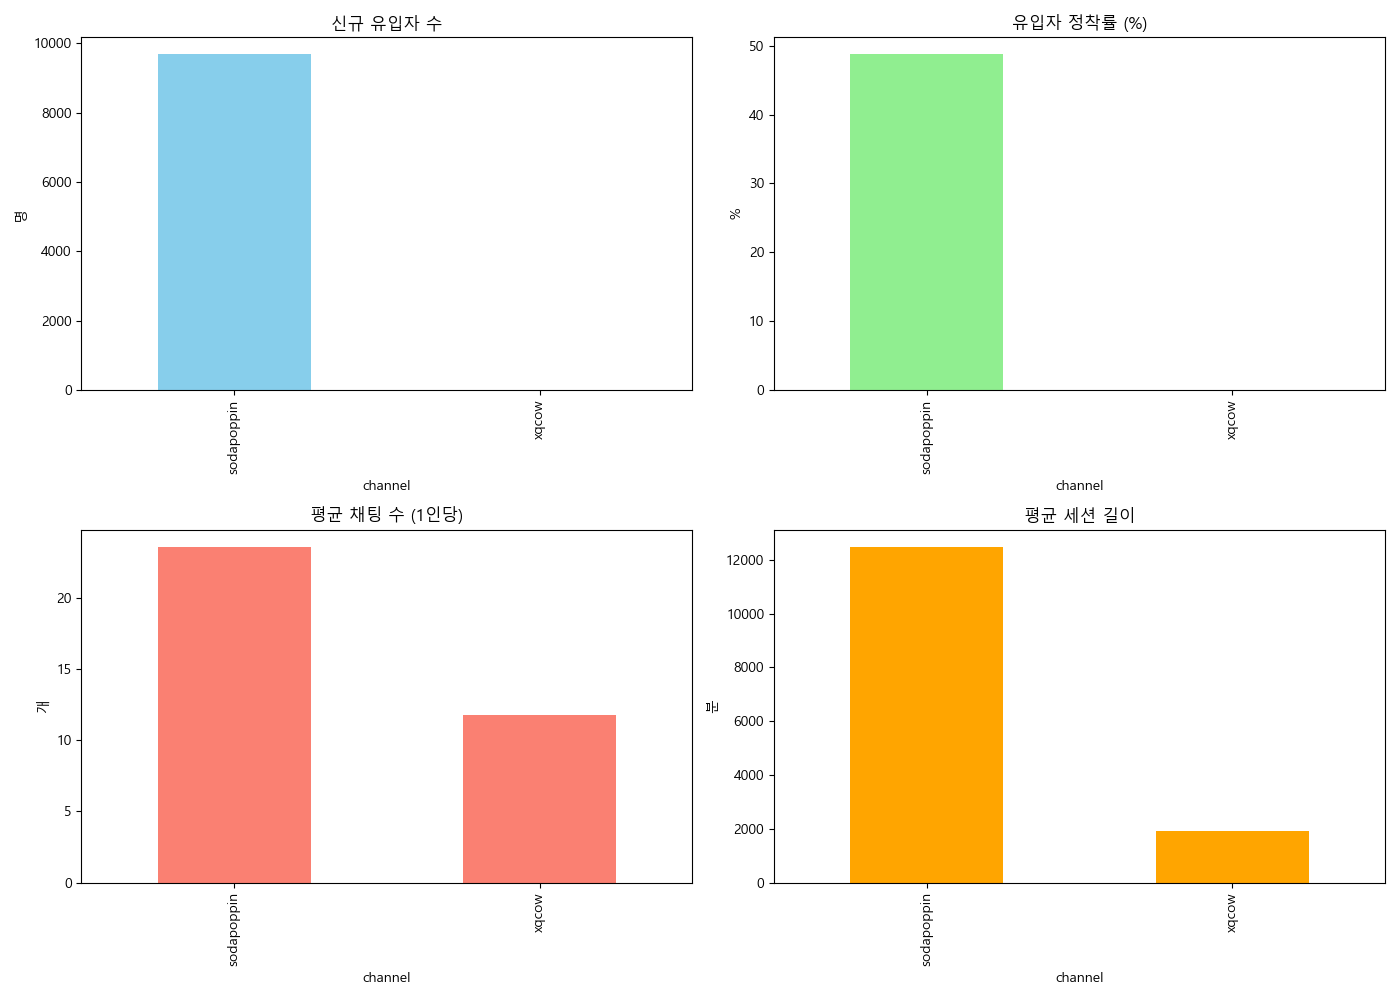 신규 유입자 수
10000
8000
6000
4000
2000
0
명
sodapoppin
xqcow
channel
유입자 정착률 (%)
50
40
30
20
10
0
%
sodapoppin
xqcow
channel
평균 채팅 수 (1인당)
20
15
10
5
0
개
sodapoppin
xqcow
channel
평균 세션 길이
12000
10000
8000
6000
4000
2000
0
분
sodapoppin
xqcow
channel